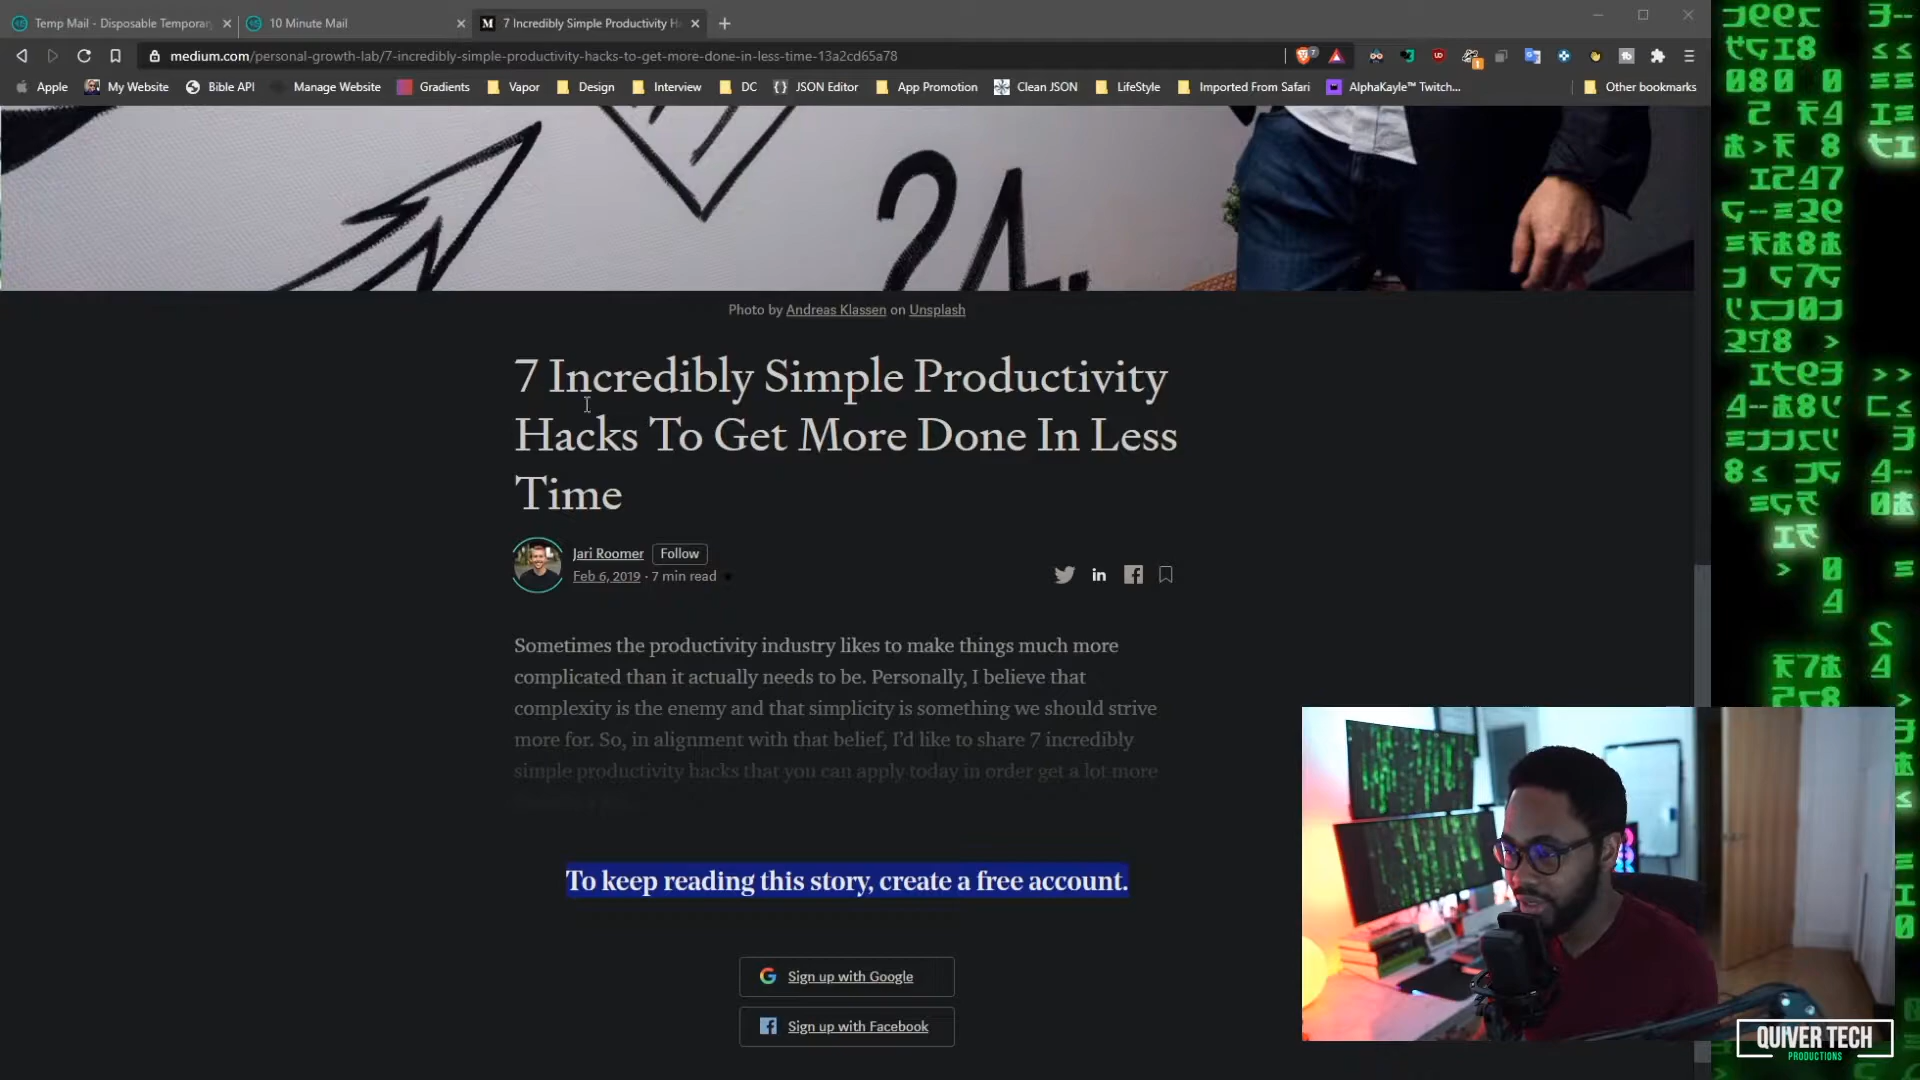 Temp Mail - Disposable Temporar
10 Minute Mail
7 Incredibly Simple Productivity H
medium.com/personal-growth-lab/7-incredibly-simple-productivity-hacks-to-get-more-done-in-less-time-13a2cd65a78
Apple My Website Bible API Manage Website Gradients Vapor Design Interview DC JSON Editor App Promotion Clean JSON LifeStyle Imported From Safari AlphaKayle™ Twitch... Other bookmarks
24
Photo by Andreas Klassen on Unsplash
7 Incredibly Simple Productivity
Hacks To Get More Done In Less
Time
Jari Roomer Follow
Feb 6, 2019 · 7 min read
Sometimes the productivity industry likes to make things much more
complicated than it actually needs to be. Personally, I believe that
complexity is the enemy and that simplicity is something we should strive
more for. So, in alignment with that belief, I’d like to share 7 incredibly
simple productivity hacks that you can apply today in order get a lot more
To keep reading this story, create a free account.
Sign up with Google
Sign up with Facebook
QUIVER TECH
PRODUCTIONS